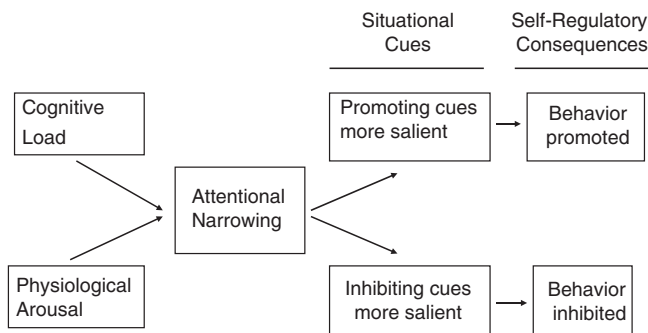 Situational
Cues
Self-Regulatory
Consequences
Cognitive
Load
Promoting cues
more salient
Behavior
promoted
Attentional
Narrowing
Physiological
Arousal
Inhibiting cues
more salient
Behavior
inhibited